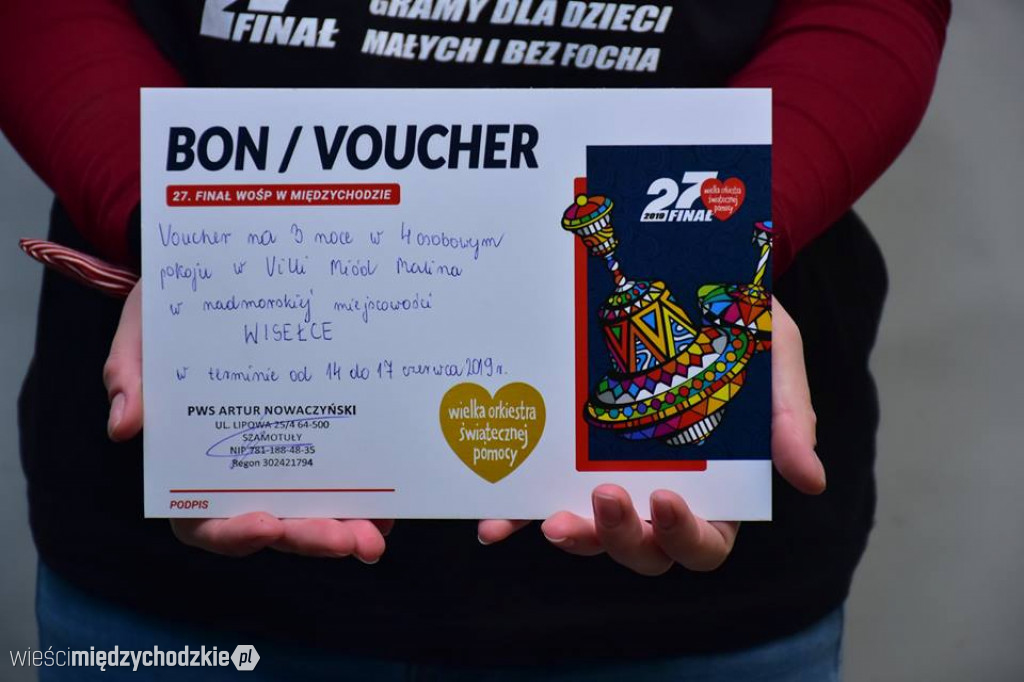 27 FINAŁ
GRAMY DLA DZIECI
MAŁYCH I BEZ FOCHA
BON / VOUCHER
27. FINAŁ WOŚP W MIĘDZYCHODZIE
Voucher na 3 noce w 4 osobowym
pokoju w Villi Miód Malina
w nadmorskiej miejscowości
WISEŁCE
w terminie od 14 do 17 czerwca 2019 r.
PWS ARTUR NOWACZYŃSKI
UL. LIPOWA 25/4 64-500
SZAMOTUŁY
NIP 781-188-48-35
Regon 302421794
PODPIS
wielka orkiestra
świątecznej
pomocy
27
2019 FINAŁ
wielka orkiestra
świątecznej
pomocy
wieścimiędzychodzkie.pl